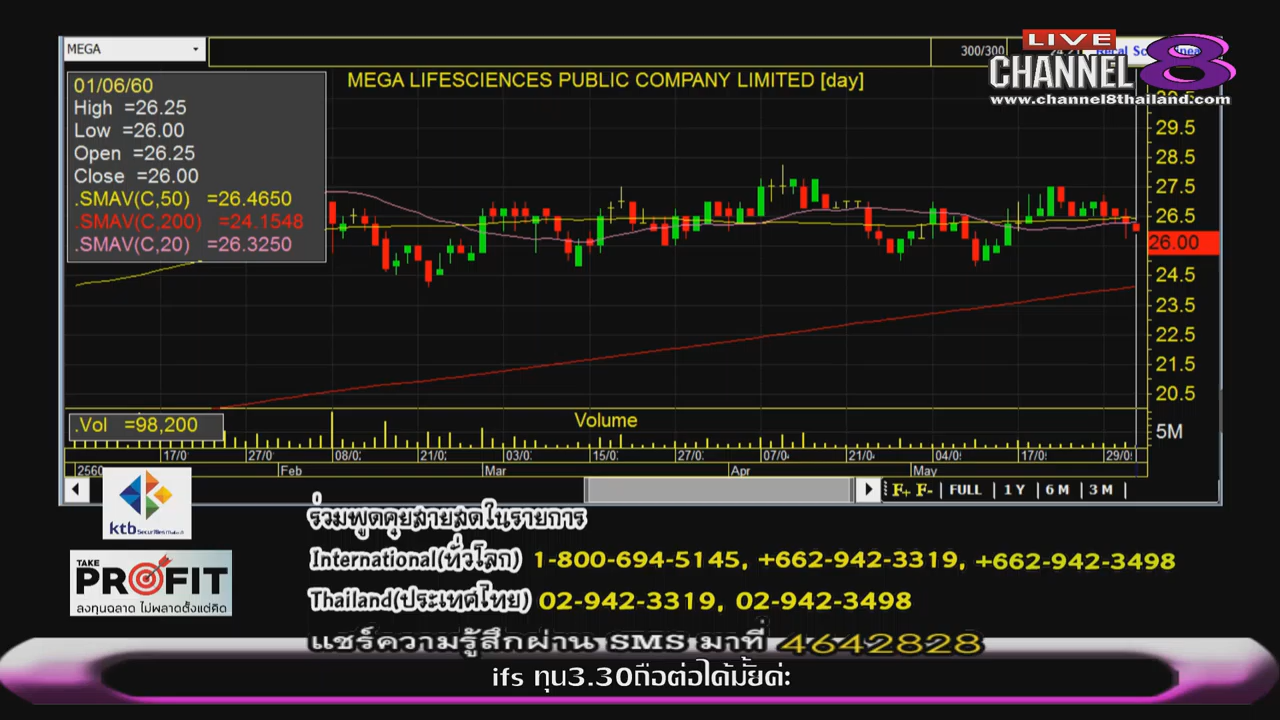 MEGA
300/300
LIVE
CHANNEL 8
www.channel8thailand.com
MEGA LIFESCIENCES PUBLIC COMPANY LIMITED [day]
01/06/60
High =26.25
Low =26.00
Open =26.25
Close =26.00
.SMAV(C,50) =26.4650
.SMAV(C,200) =24.1548
.SMAV(C,20) =26.3250
29.5
28.5
27.5
26.5
26.00
24.5
23.5
22.5
21.5
20.5
.Vol =98,200
Volume
5M
17/0 27/0 08/0 21/0 03/0 15/0 27/0 07/0 21/0 04/0 17/0 29/0
2560 Feb Mar Apr May
F+ F- FULL 1 Y 6 M 3 M
ktb
TAKE PROFIT
ลงทุนฉลาด ไม่พลาดตั้งแต่คิด
ร่วมพูดคุยสายสดในรายการ
International(ทั่วโลก) 1-800-694-5145, +662-942-3319, +662-942-3498
Thailand(ประเทศไทย) 02-942-3319, 02-942-3498
แชร์ความรู้สึกผ่าน SMS มาที่ 4642828
ifs ทุน3.30ถือต่อได้มั้ยค่ะ